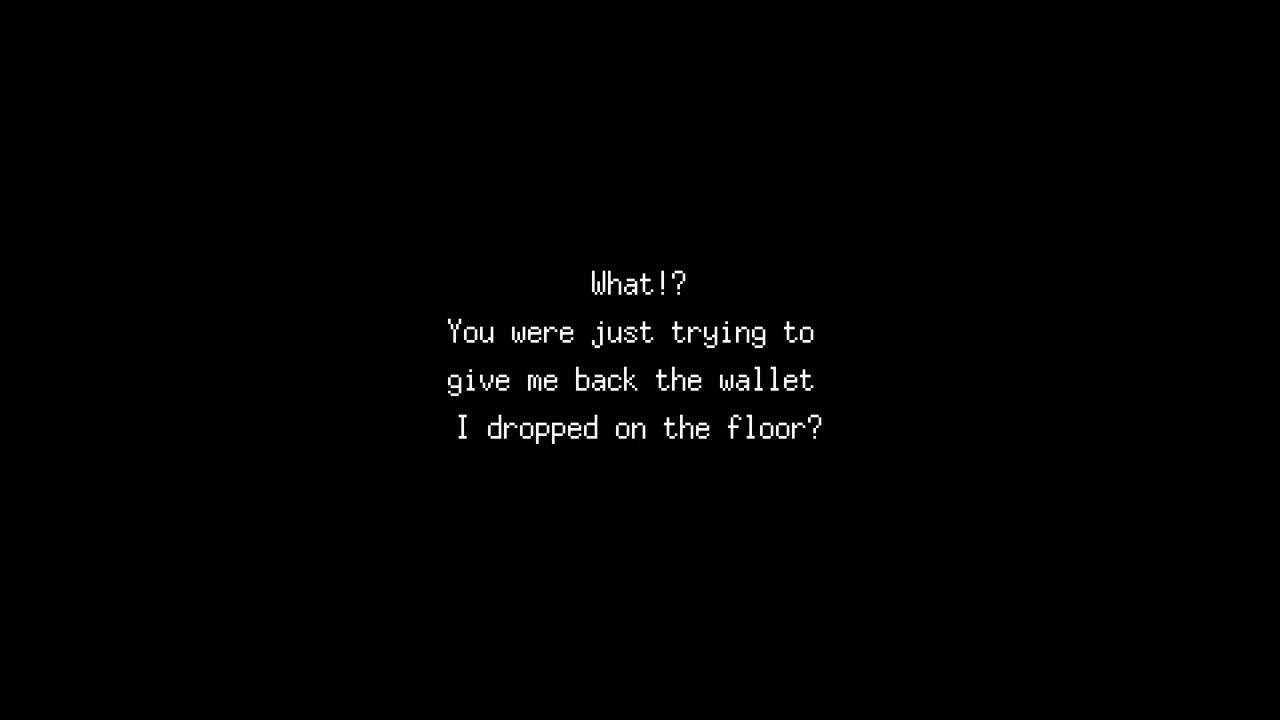 What!?
You were just trying to
give me back the wallet
I dropped on the floor?